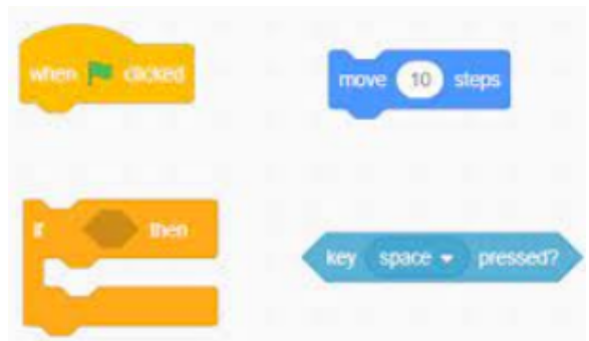 when clicked
move 10 steps
if then
key space pressed?